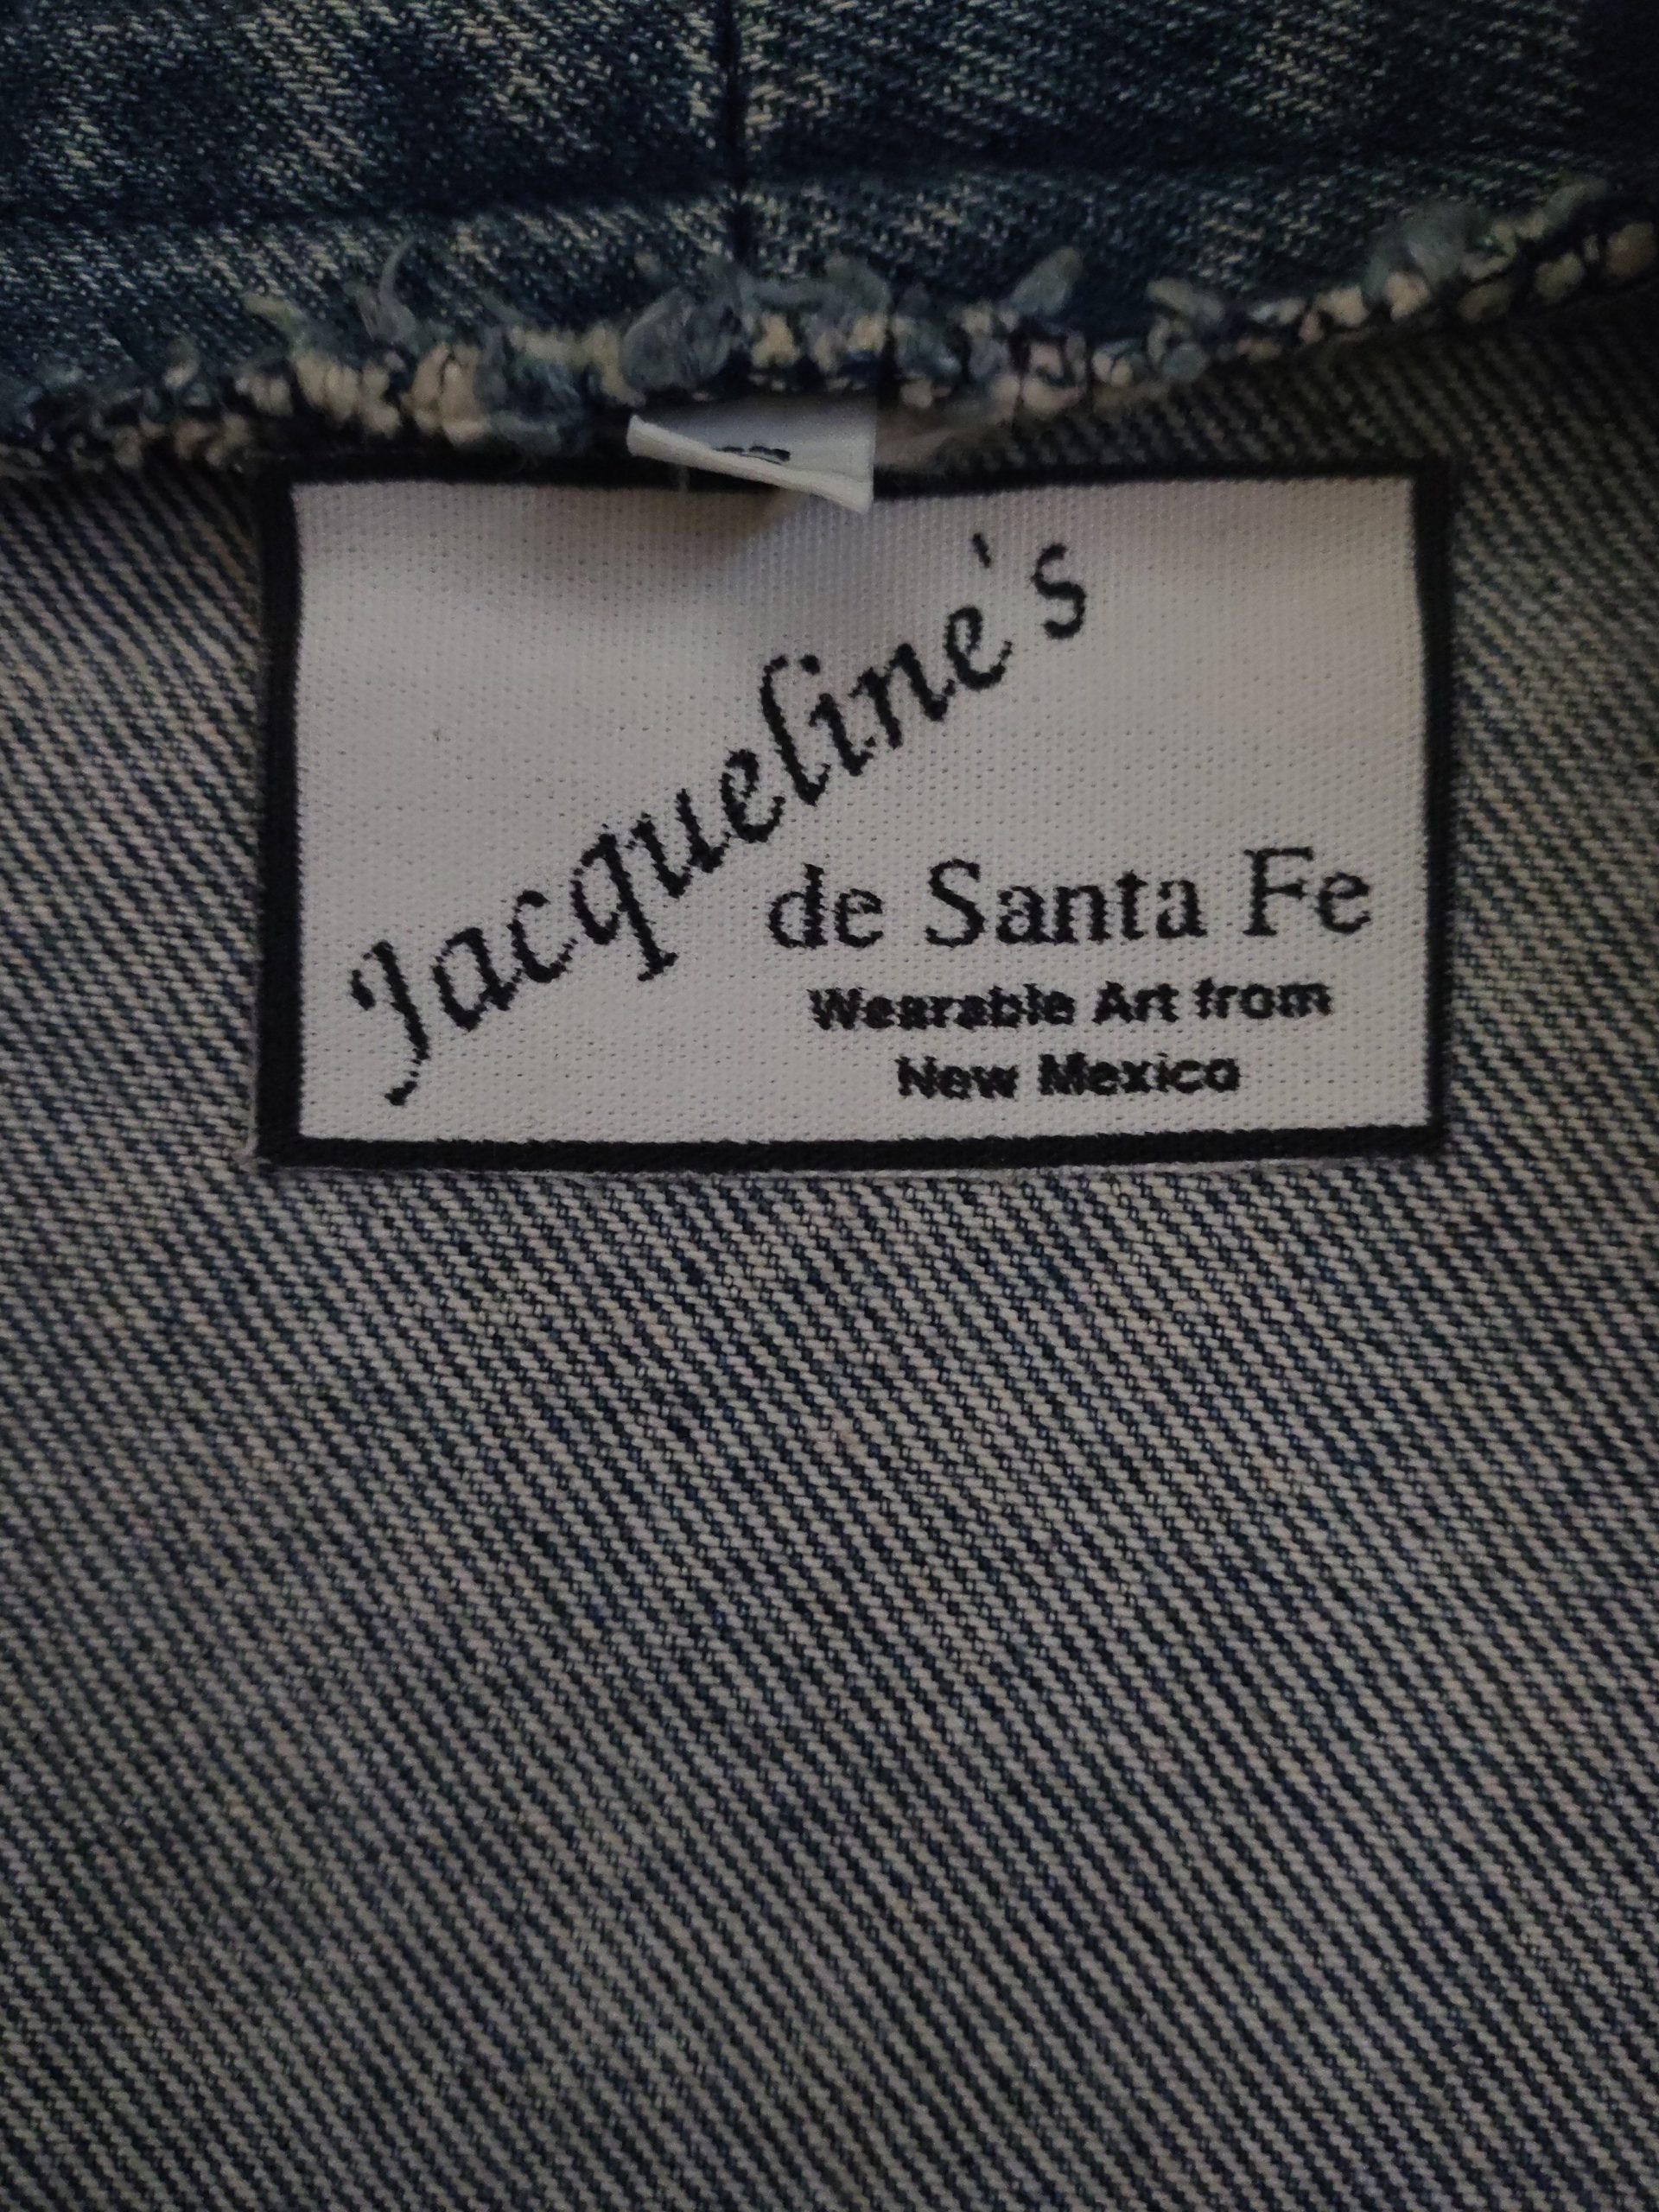 Jacqueline's
de Santa Fe
Wearable Art from
New Mexico